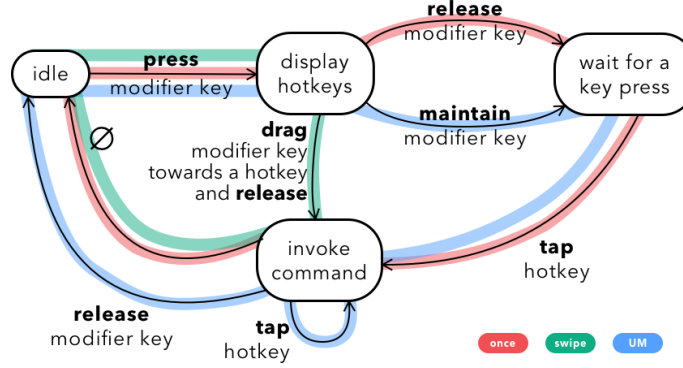 idle
press
modifier key
display
hotkeys
release
modifier key
wait for a
key press
maintain
modifier key
∅
drag
modifier key
towards a hotkey
and release
invoke
command
tap
hotkey
release
modifier key
tap
hotkey
once
swipe
UM